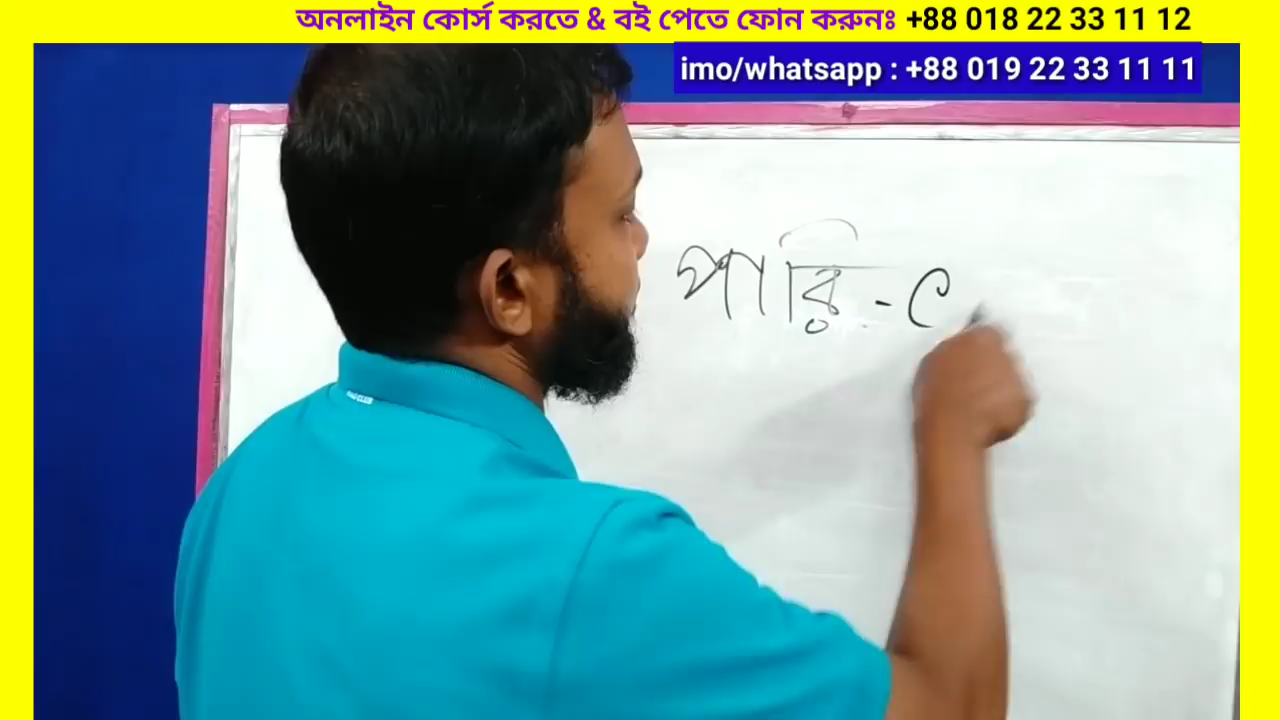 অনলাইন কোর্স করতে & বই পেতে ফোন করুনঃ +88 018 22 33 11 12
imo/whatsapp : +88 019 22 33 11 11
পারি - C